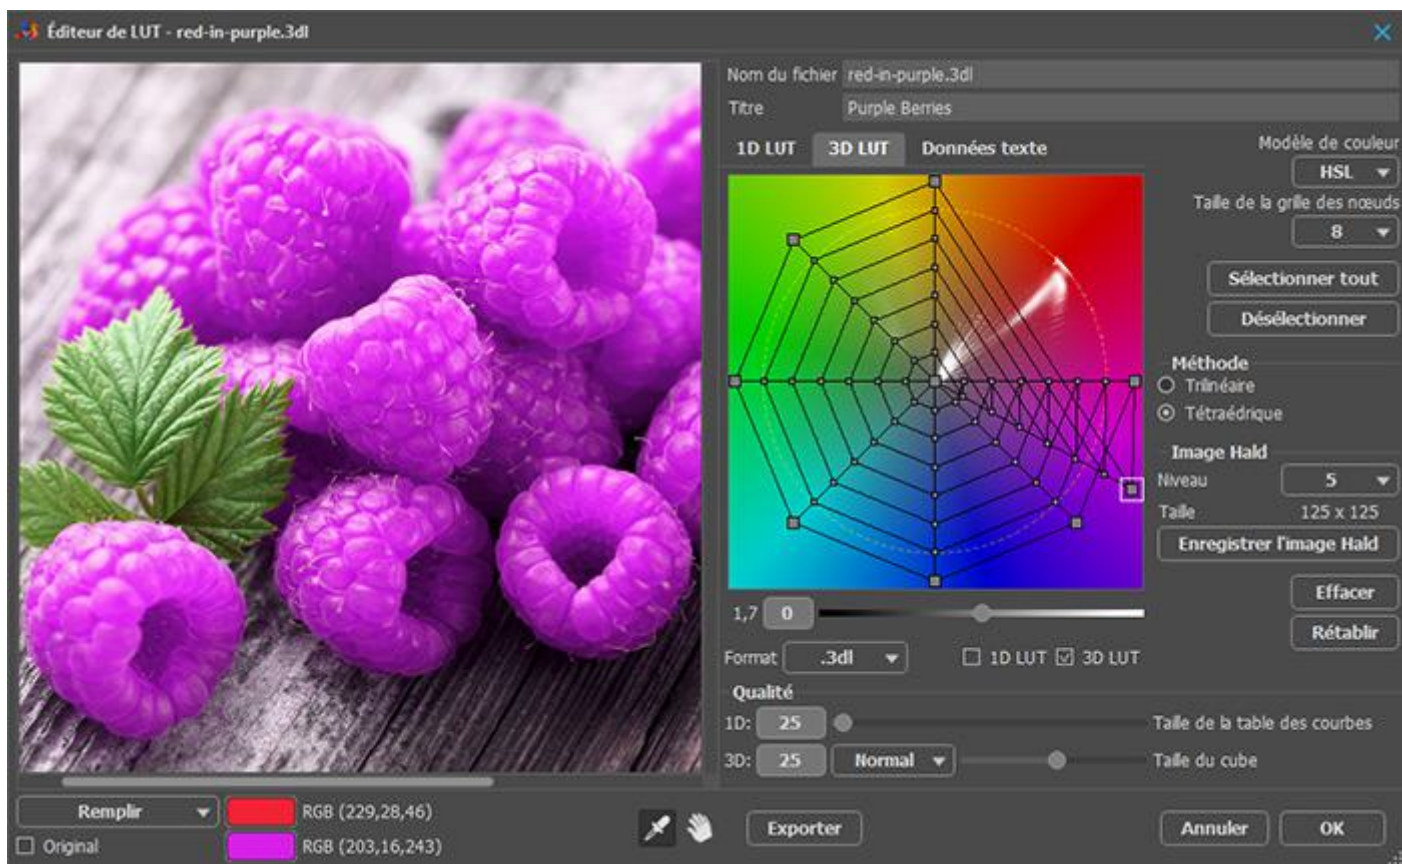 Éditeur de LUT - red-in-purple.3dl
Nom du fichier red-in-purple.3dl
Titre Purple Berries
1D LUT 3D LUT Données texte
Modèle de couleur
HSL
Taille de la grille des nœuds
8
Sélectionner tout
Désélectionner
Méthode
Trilinéaire
Tétraédrique
Image Hald
Niveau 5
Taille 125 x 125
Enregistrer l'image Hald
Effacer
Rétablir
1,7 0
Format .3dl 1D LUT 3D LUT
Qualité
1D: 25 Taille de la table des courbes
3D: 25 Normal Taille du cube
Remplir RGB (229,28,46)
Original RGB (203,16,243)
Exporter Annuler OK